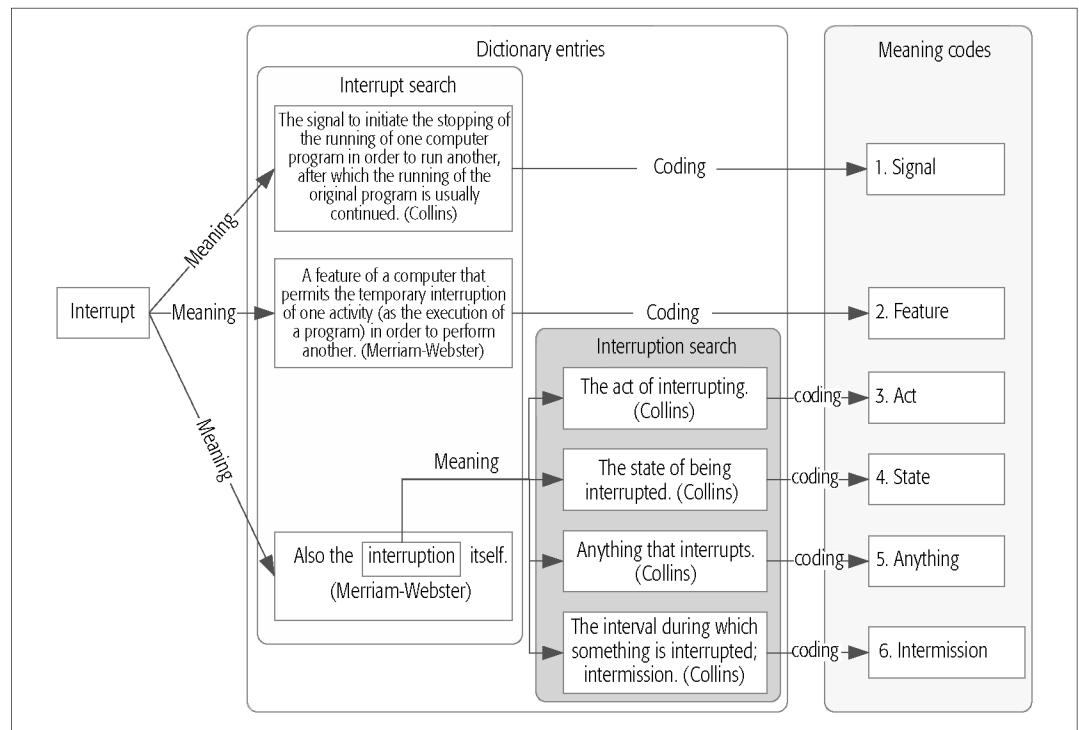 Dictionary entries
Meaning codes
Interrupt search
The signal to initiate the stopping of
the running of one computer
program in order to run another,
after which the running of the
original program is usually
continued. (Collins)
Coding
1. Signal
Meaning
Interrupt
Meaning
A feature of a computer that
permits the temporary interruption
of one activity (as the execution of
a program) in order to perform
another. (Merriam-Webster)
Coding
2. Feature
Interruption search
The act of interrupting.
(Collins)
coding
3. Act
Meaning
Meaning
The state of being
interrupted. (Collins)
coding
4. State
Also the interruption itself.
(Merriam-Webster)
Anything that interrupts.
(Collins)
coding
5. Anything
The interval during which
something is interrupted;
intermission. (Collins)
coding
6. Intermission